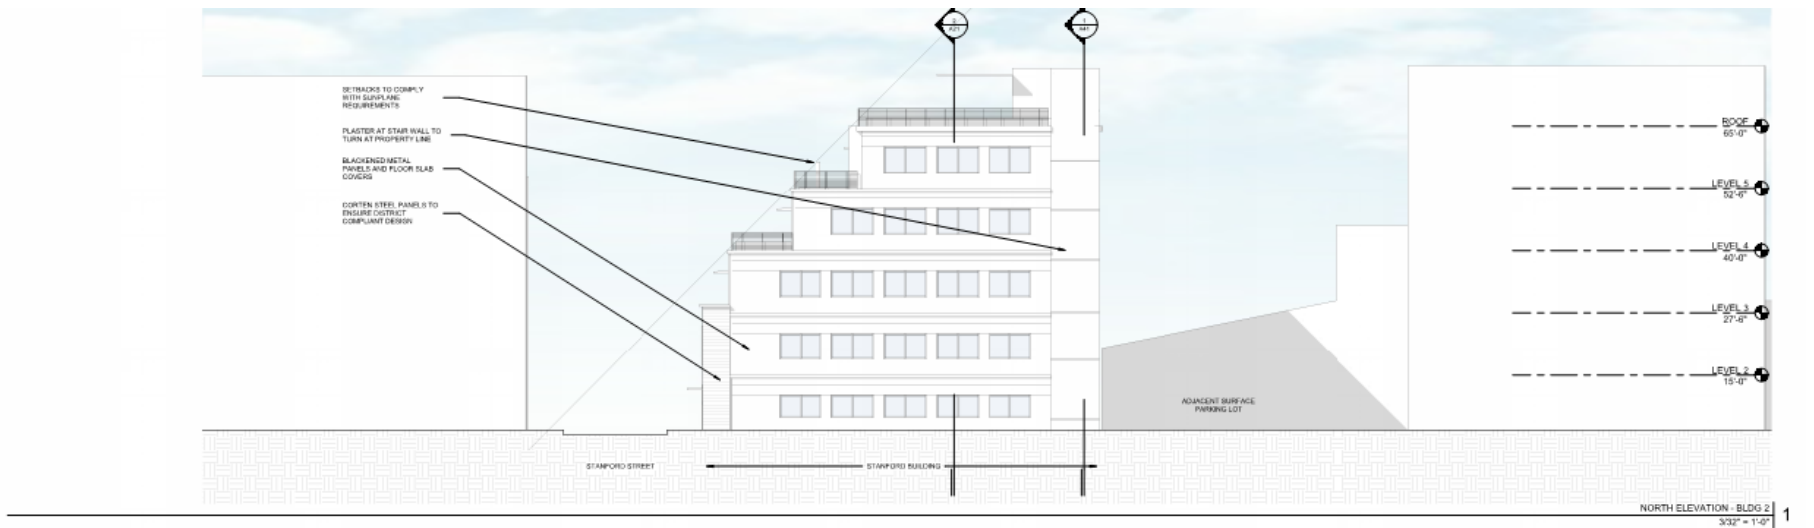 SETBACKS TO COMPLY
WITH SUNPLANE
REQUIREMENTS
PLASTER AT STAIR WALL TO
TURN AT PROPERTY LINE
BLACKENED METAL
PANELS AND FLOOR SLAB
COVERS
CORTEN STEEL PANELS TO
ENSURE DISTRICT
COMPLIANT DESIGN
ROOF
65'-0"
LEVEL 5
52'-6"
LEVEL 4
40'-0"
LEVEL 3
27'-6"
LEVEL 2
15'-0"
ADJACENT SURFACE
PARKING LOT
STANFORD STREET
STANFORD BUILDING
NORTH ELEVATION - BLDG 2
3/32" = 1'-0"
1